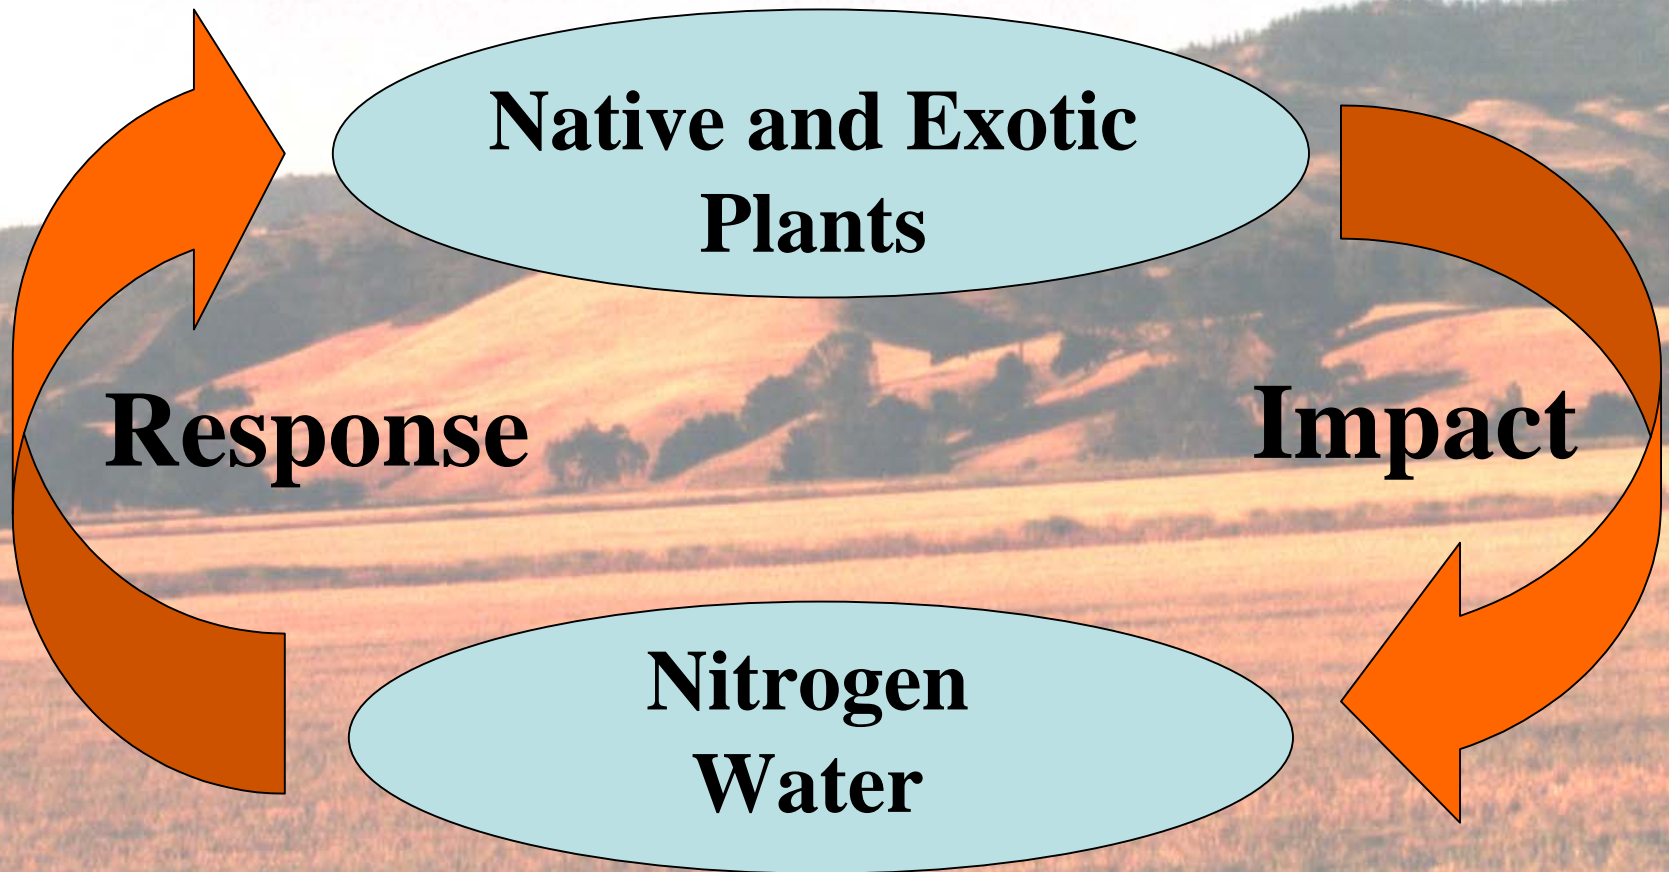 Native and Exotic
Plants
Response
Impact
Nitrogen
Water